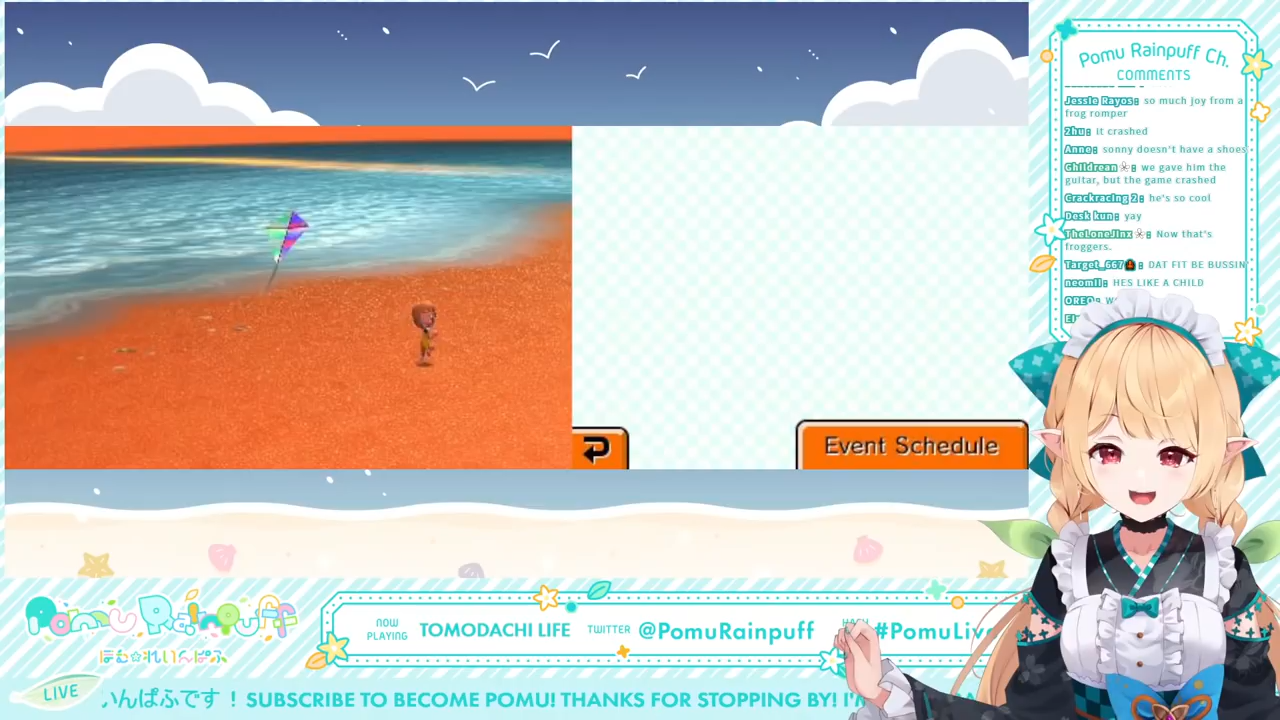 Pomu Rainpuff Ch.
COMMENTS
Jessie Rayos: so much joy from a
frog romper
Zhu: It crashed
Anne: sonny doesn't have a shoes
Ghildrean: we gave him the
guitar, but the game crashed
Crackracing 2: he's so cool
Desk kun: yay
TheLoneJinx: Now that's
froggers.
Target_667: DAT FIT BE BUSSIN
neomil: HES LIKE A CHILD
OREO:
Event Schedule
Pomu Rainpuff
ぽむ☆れいんぱふ
NOW
PLAYING
TOMODACHI LIFE
TWITTER
@PomuRainpuff
#PomuLive
LIVE
いんぱふです！SUBSCRIBE TO BECOME POMU! THANKS FOR STOPPING BY! I'